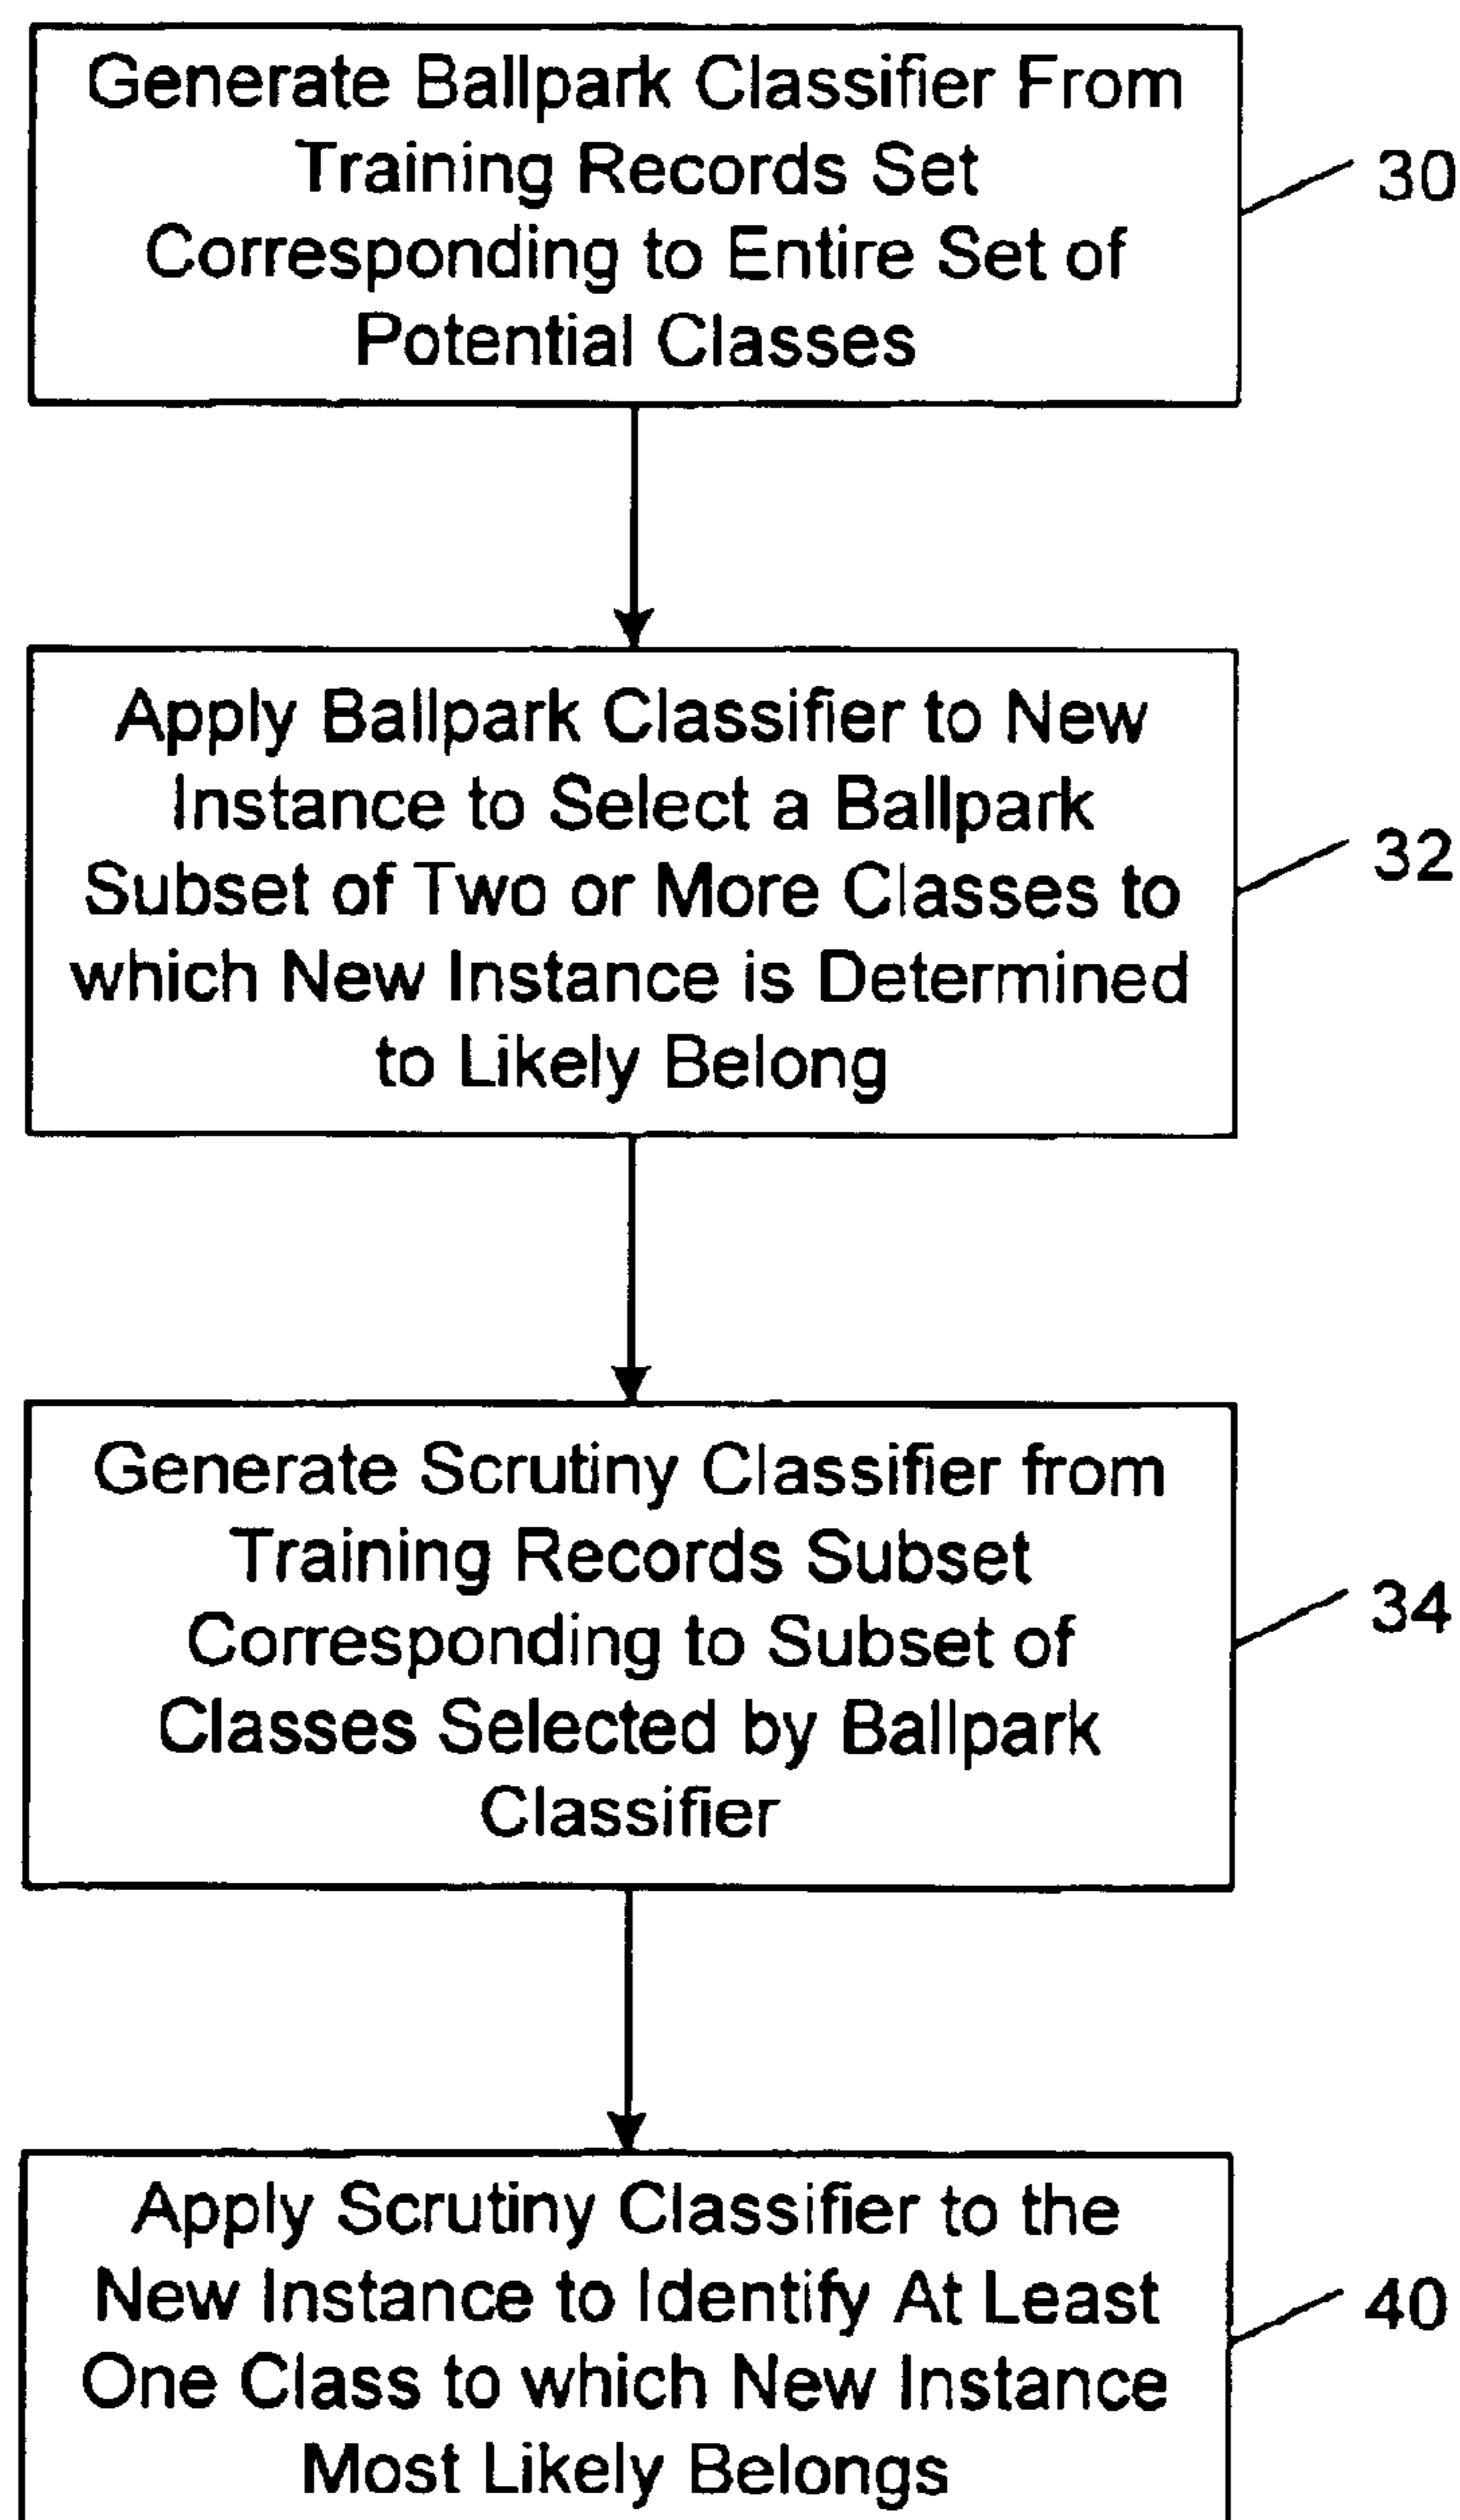 Generate Ballpark Classifier From
Training Records Set
Corresponding to Entire Set of
Potential Classes
30
Apply Ballpark Classifier to New
Instance to Select a Ballpark
Subset of Two or More Classes to
which New Instance is Determined
to Likely Belong
32
Generate Scrutiny Classifier from
Training Records Subset
Corresponding to Subset of
Classes Selected by Ballpark
Classifier
34
Apply Scrutiny Classifier to the
New Instance to Identify At Least
One Class to which New Instance
Most Likely Belongs
40